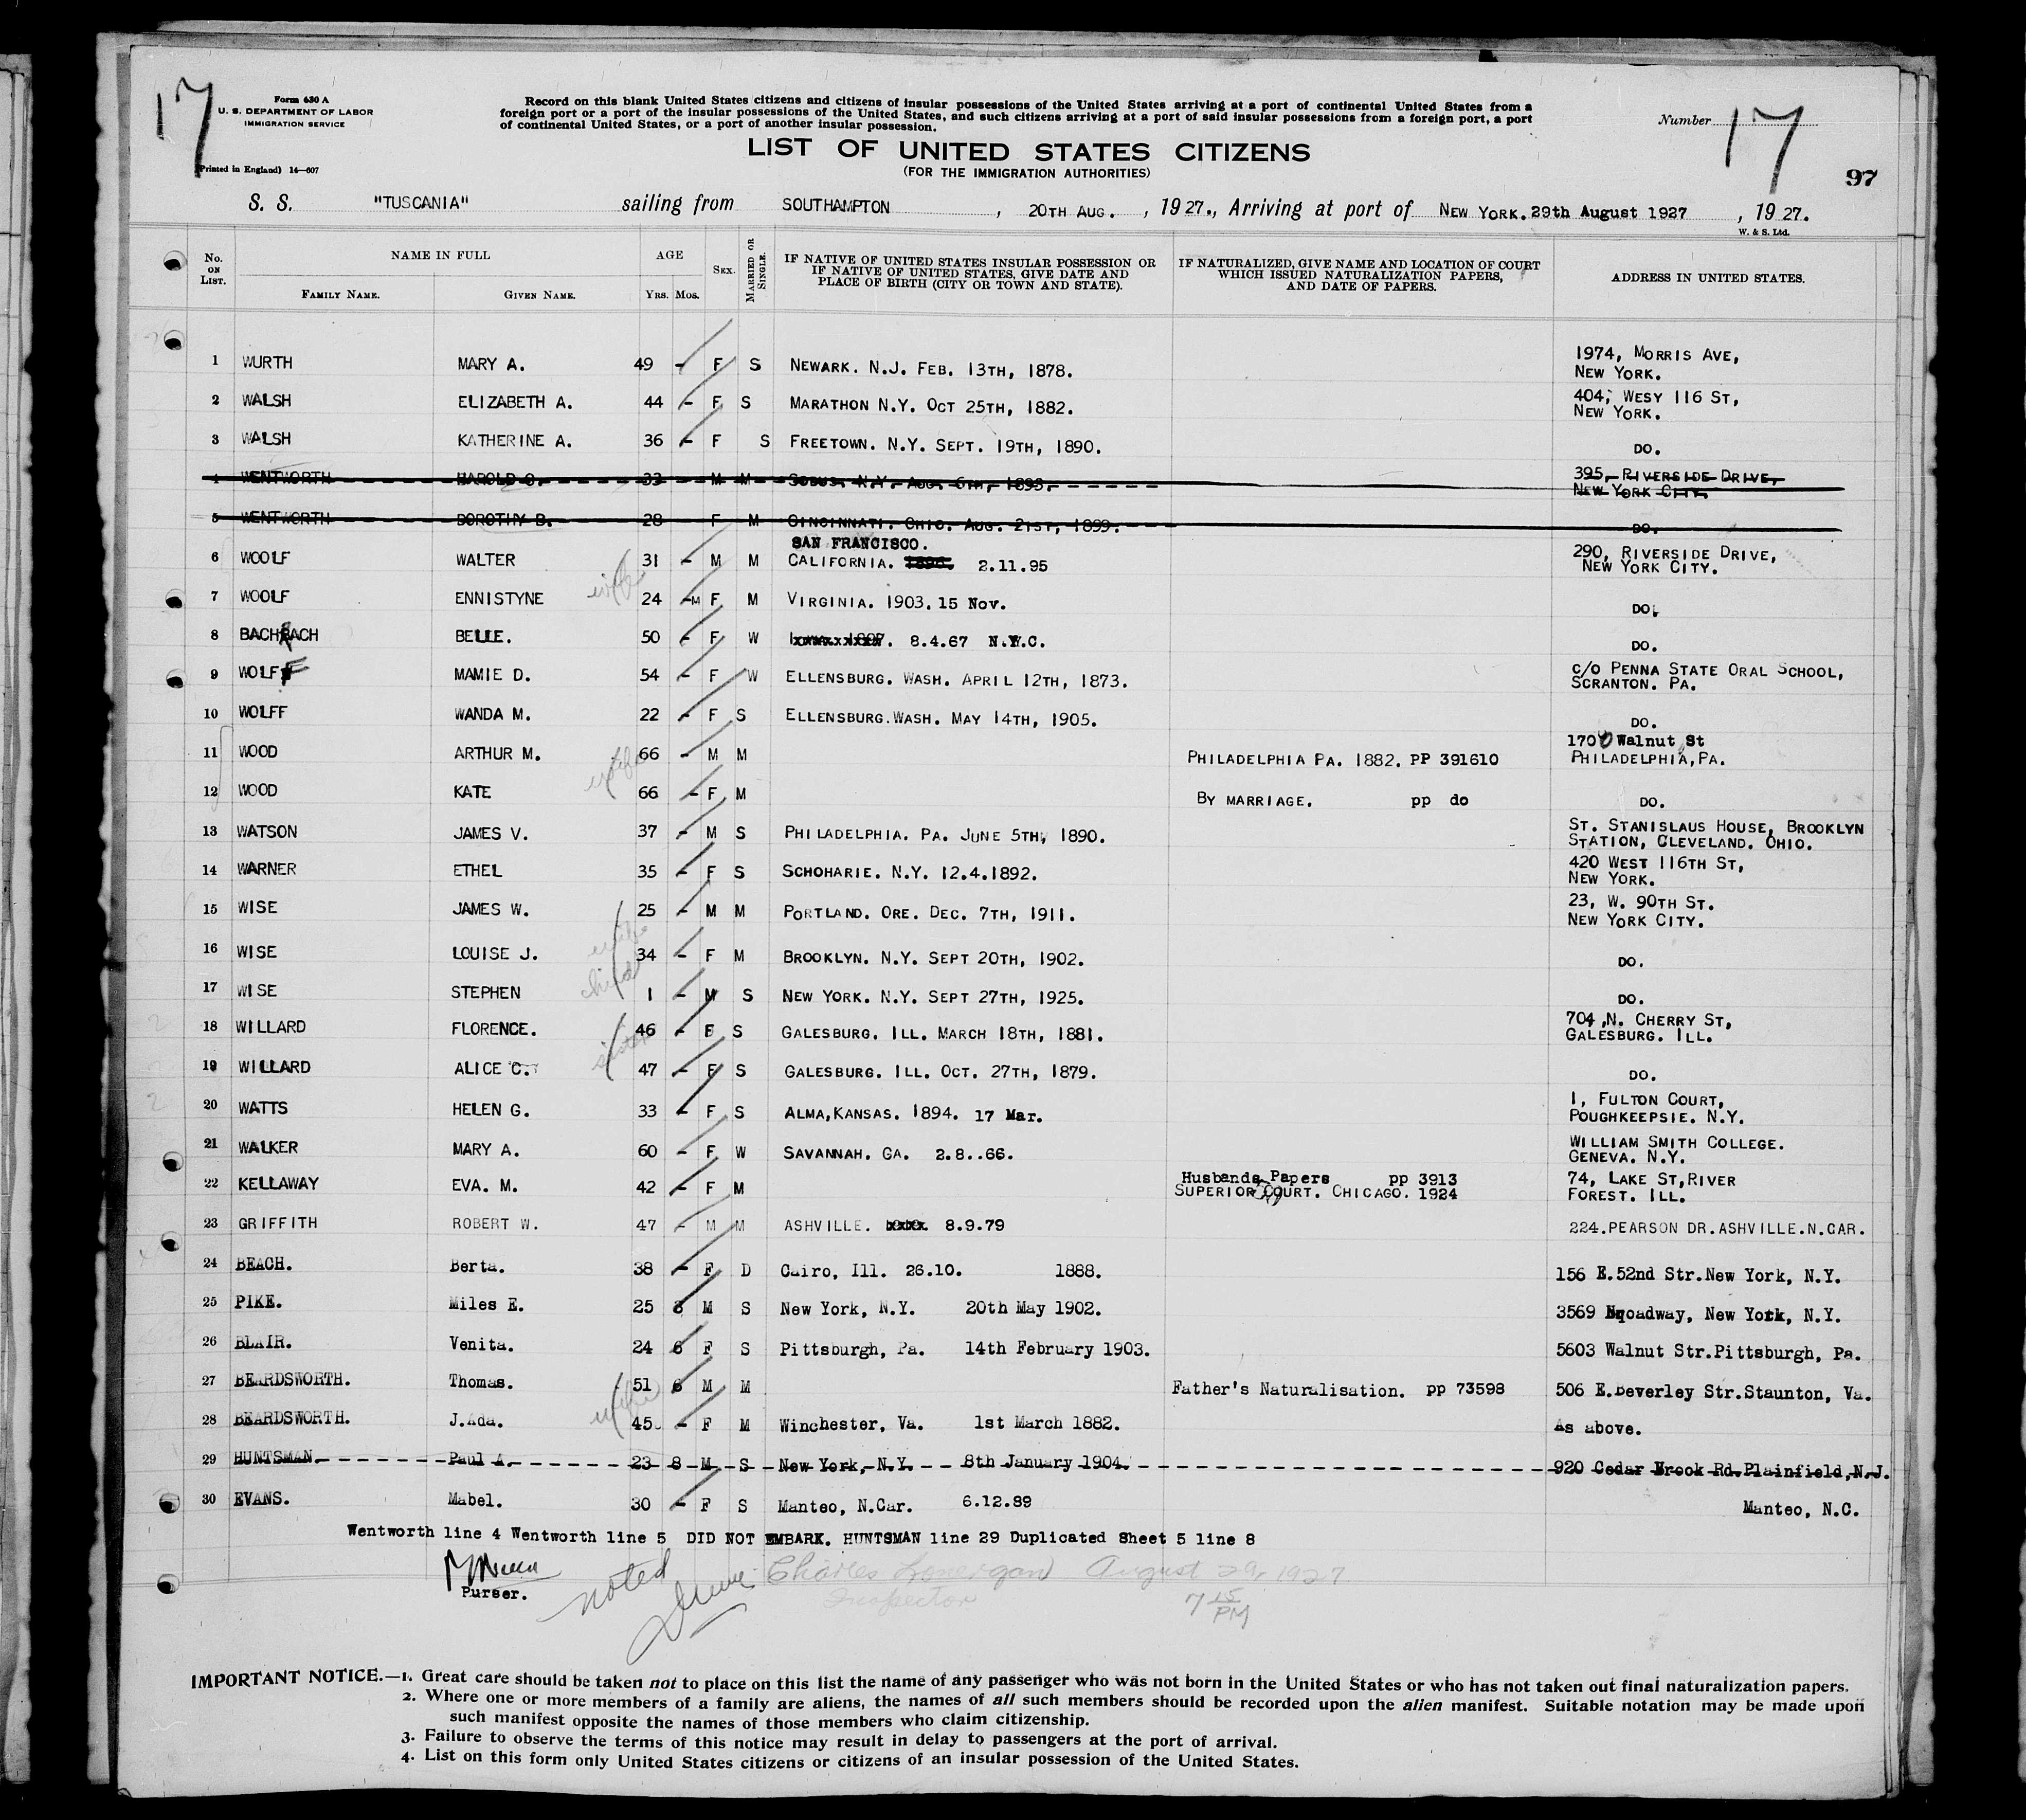 17
Form 630 A
U. S. DEPARTMENT OF LABOR
IMMIGRATION SERVICE
(Printed in England) 14—607
Record on this blank United States citizens and citizens of insular possessions of the United States arriving at a port of continental United States from a
foreign port or a port of the insular possessions of the United States, and such citizens arriving at a port of said insular possessions from a foreign port, a port
of continental United States, or a port of another insular possession.
Number 17
LIST OF UNITED STATES CITIZENS
(FOR THE IMMIGRATION AUTHORITIES)
97
S. S. "TUSCANIA" sailing from SOUTHAMPTON , 20TH AUG. , 1927., Arriving at port of NEW YORK. 29th August 1927 , 1927.
W. & S. Ltd.
No. ON LIST. NAME IN FULL AGE SEX. MARRIED OR SINGLE. IF NATIVE OF UNITED STATES INSULAR POSSESSION OR IF NATIVE OF UNITED STATES, GIVE DATE AND PLACE OF BIRTH (CITY OR TOWN AND STATE). IF NATURALIZED, GIVE NAME AND LOCATION OF COURT WHICH ISSUED NATURALIZATION PAPERS, AND DATE OF PAPERS. ADDRESS IN UNITED STATES.
FAMILY NAME. GIVEN NAME. YRS. MOS.
1 WURTH MARY A. 49 - F S NEWARK. N.J. FEB. 13TH, 1878. 1974, MORRIS AVE, NEW YORK.
2 WALSH ELIZABETH A. 44 - F S MARATHON N.Y. OCT 25TH, 1882. 404, WESY 116 ST, NEW YORK.
3 WALSH KATHERINE A. 36 - F S FREETOWN. N.Y. SEPT. 19TH, 1890. DO.
4 WENTWORTH HAROLD 33 - M M N.Y. AUG. 6TH, 1893. 395, RIVERSIDE DRIVE, NEW YORK CITY.
5 WENTWORTH DOROTHY B. 28 - F M CINCINNATI. OHIO. AUG. 21ST, 1899. DO.
6 WOOLF WALTER 31 - M M SAN FRANCISCO. CALIFORNIA. 2.11.95 290, RIVERSIDE DRIVE, NEW YORK CITY.
7 WOOLF ENNISTYNE wife 24 -M F M VIRGINIA. 1903. 15 Nov. DO.
8 BACHRACH BELLE. 50 - F W 8.4.67 N.Y.C. DO.
9 WOLFF MAMIE D. 54 - F W ELLENSBURG. WASH. APRIL 12TH, 1873. C/O PENNA STATE ORAL SCHOOL, SCRANTON. PA.
10 WOLFF WANDA M. 22 - F S ELLENSBURG.WASH. MAY 14TH, 1905. DO.
11 WOOD ARTHUR M. 66 - M M PHILADELPHIA PA. 1882. PP 391610 1700 Walnut St PHILADELPHIA,PA.
12 WOOD KATE wife 66 - F M BY MARRIAGE. pp do DO.
13 WATSON JAMES V. 37 - M S PHILADELPHIA. PA. JUNE 5TH, 1890. ST. STANISLAUS HOUSE, BROOKLYN STATION, CLEVELAND. OHIO.
14 WARNER ETHEL 35 - F S SCHOHARIE. N.Y. 12.4.1892. 420 WEST 116TH ST, NEW YORK.
15 WISE JAMES W. 25 - M M PORTLAND. ORE. DEC. 7TH, 1911. 23, W. 90TH ST. NEW YORK CITY.
16 WISE LOUISE J. wife 34 - F M BROOKLYN. N.Y. SEPT 20TH, 1902. DO.
17 WISE STEPHEN child 1 - M S NEW YORK. N.Y. SEPT 27TH, 1925. DO.
18 WILLARD FLORENCE. 46 - F S GALESBURG. ILL. MARCH 18TH, 1881. 704,N. CHERRY ST, GALESBURG. ILL.
19 WILLARD ALICE C. sister 47 - F S GALESBURG. ILL. OCT. 27TH, 1879. DO.
20 WATTS HELEN G. 33 - F S ALMA,KANSAS. 1894. 17 Mar. 1, FULTON COURT, POUGHKEEPSIE. N.Y.
21 WALKER MARY A. 60 - F W SAVANNAH. GA. 2.8..66. WILLIAM SMITH COLLEGE. GENEVA. N.Y.
22 KELLAWAY EVA. M. 42 - F M Husbands Papers pp 3913 SUPERIOR COURT. CHICAGO. 1924 74, LAKE ST,RIVER FOREST. ILL.
23 GRIFFITH ROBERT W. 47 - M M ASHVILLE. 8.9.79 224.PEARSON DR.ASHVILLE.N.CAR.
24 BEACH. Berta. 38 - F D Cairo, Ill. 26.10. 1888. 156 E.52nd Str.New York, N.Y.
25 PIKE. Miles E. 25 3 M S New York, N.Y. 20th May 1902. 3569 Broadway, New York, N.Y.
26 BLAIR. Venita. 24 6 F S Pittsburgh, Pa. 14th February 1903. 5603 Walnut Str.Pittsburgh, Pa.
27 BEARDSWORTH. Thomas. 51 6 M M Father's Naturalisation. pp 73598 506 E.Beverley Str.Staunton, Va.
28 BEARDSWORTH. J.Ada. wife 45. - F M Winchester, Va. 1st March 1882. As above.
29 HUNTSMAN. Paul A. 23 8 M S New York, N.Y. 8th January 1904. 920 Cedar Brook Rd.Plainfield,N.J.
30 EVANS. Mabel. 30 - F S Manteo, N.Car. 6.12.89 Manteo, N.C.
Wentworth line 4 Wentworth line 5 DID NOT EMBARK. HUNTSMAN line 29 Duplicated Sheet 5 line 8
Purser.
noted
Charles Lonergan August 29, 1927.
Inspector
7 15 PM
IMPORTANT NOTICE.—1. Great care should be taken not to place on this list the name of any passenger who was not born in the United States or who has not taken out final naturalization papers.
2. Where one or more members of a family are aliens, the names of all such members should be recorded upon the alien manifest. Suitable notation may be made upon
such manifest opposite the names of those members who claim citizenship.
3. Failure to observe the terms of this notice may result in delay to passengers at the port of arrival.
4. List on this form only United States citizens or citizens of an insular possession of the United States.